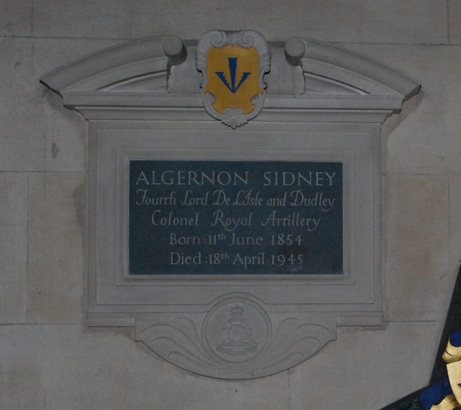 ALGERNON SIDNEY
Fourth Lord De L'Isle and Dudley
Colonel Royal Artillery
Born 11th June 1854
Died 18th April 1945